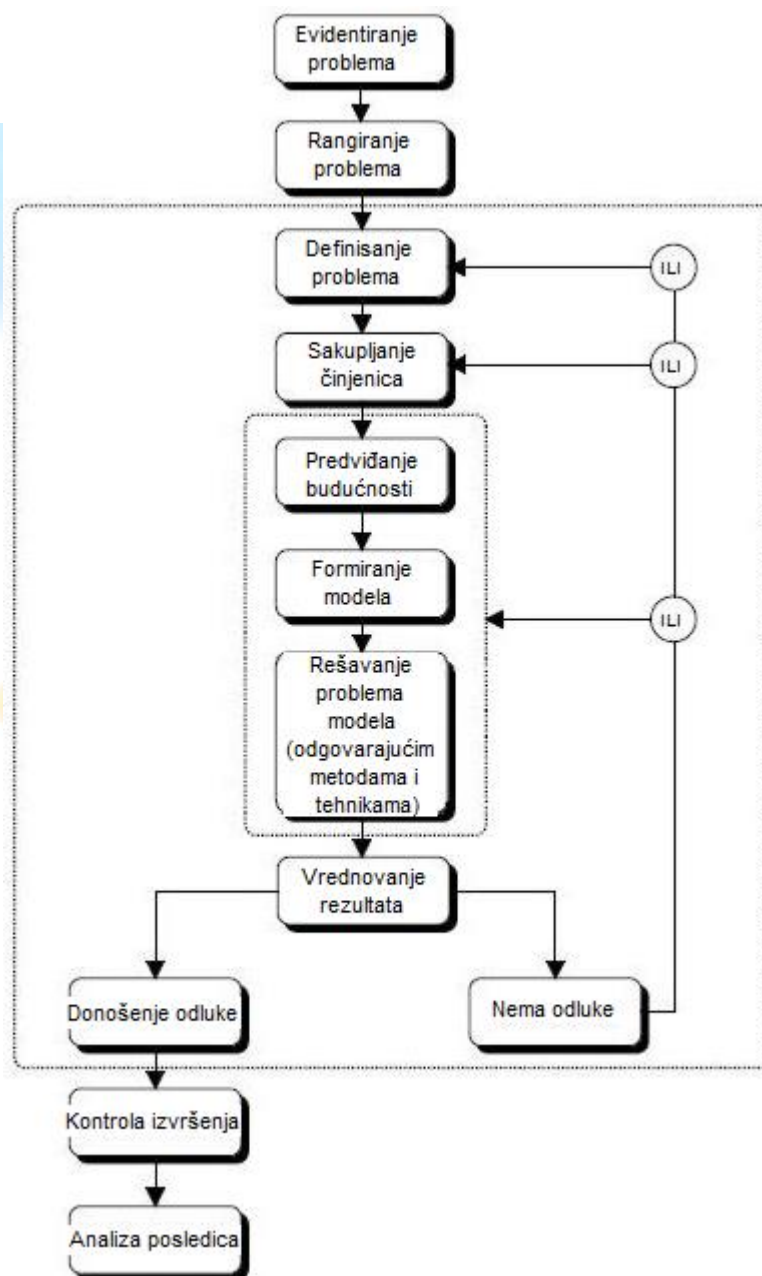 Evidentiranje
problema
Rangiranje
problema
Definisanje
problema
ILI
Sakupljanje
činjenica
ILI
Predviđanje
budućnosti
Formiranje
modela
ILI
Rešavanje
problema
modela
(odgovarajućim
metodama i
tehnikama)
Vrednovanje
rezultata
Donošenje odluke
Nema odluke
Kontrola izvršenja
Analiza posledica